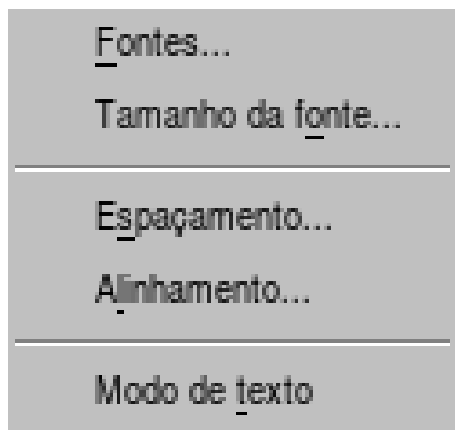 Fontes...
Tamanho da fonte...
Espaçamento...
Alinhamento...
Modo de texto